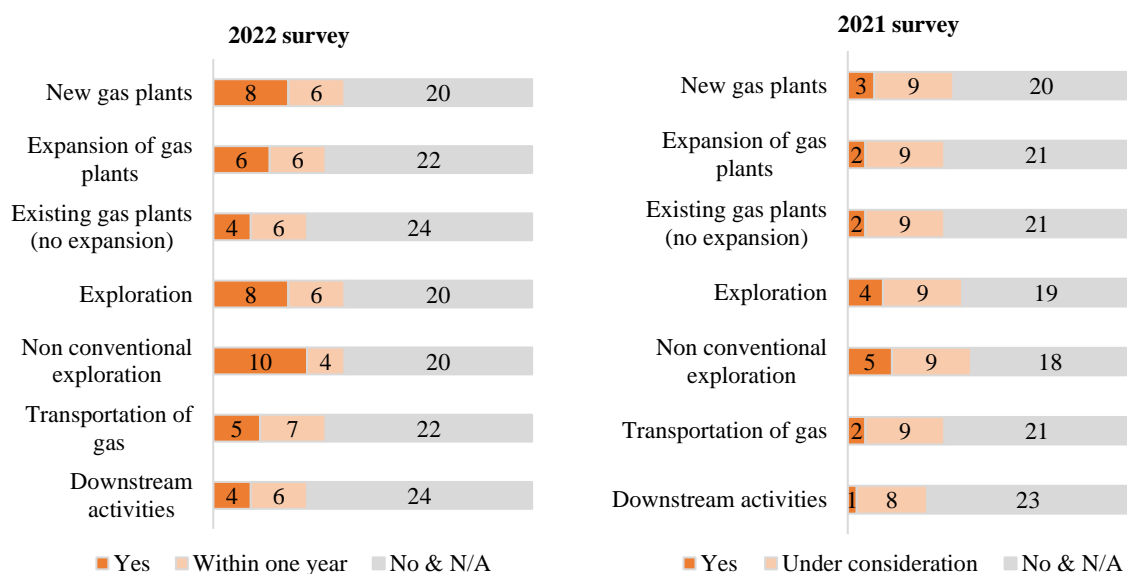 2022 survey
New gas plants
8 6 20
Expansion of gas
plants
6 6 22
Existing gas plants
(no expansion)
4 6 24
Exploration
8 6 20
Non conventional
exploration
10 4 20
Transportation of
gas
5 7 22
Downstream
activities
4 6 24
Yes Within one year No & N/A
2021 survey
New gas plants
3 9 20
Expansion of gas
plants
2 9 21
Existing gas plants
(no expansion)
2 9 21
Exploration
4 9 19
Non conventional
exploration
5 9 18
Transportation of gas
2 9 21
Downstream activities
1 8 23
Yes Under consideration No & N/A